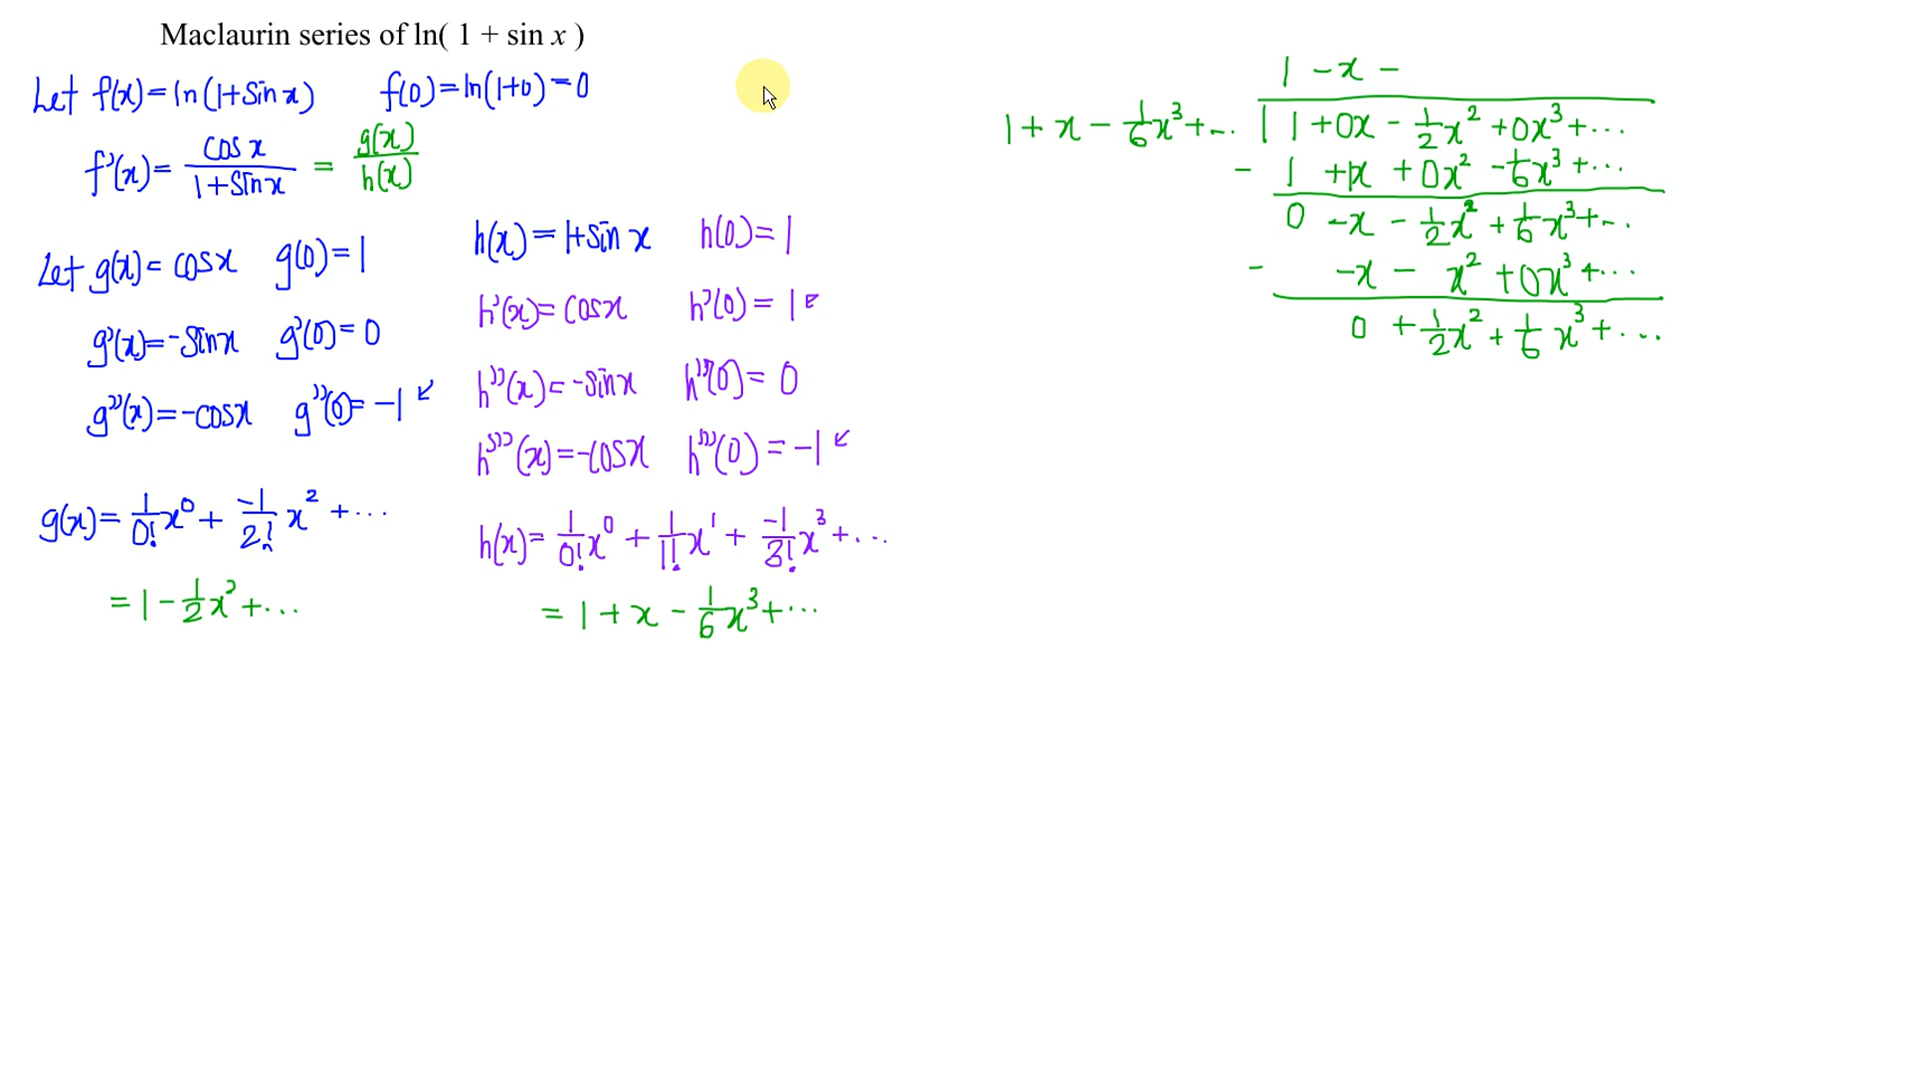 Maclaurin series of ln( 1 + sin x )
Let f(x) = ln(1+sin x) f(0) = ln(1+0) = 0
f'(x) = cos x / (1+sin x) = g(x) / h(x)
Let g(x) = cos x g(0) = 1
g'(x) = -sin x g'(0) = 0
g''(x) = -cos x g''(0) = -1 ↙
g(x) = 1/0! x^0 + -1/2! x^2 + ...
= 1 - 1/2 x^2 + ...
h(x) = 1+sin x h(0) = 1
h'(x) = cos x h'(0) = 1 ↙
h''(x) = -sin x h''(0) = 0
h'''(x) = -cos x h'''(0) = -1 ↙
h(x) = 1/0! x^0 + 1/1! x^1 + -1/3! x^3 + ...
= 1 + x - 1/6 x^3 + ...
1 - x -
1 + x - 1/6 x^3 + ... | 1 + 0x - 1/2 x^2 + 0x^3 + ...
- 1 + 1x + 0x^2 - 1/6 x^3 + ...
0 - x - 1/2 x^2 + 1/6 x^3 + ...
- -x - x^2 + 0x^3 + ...
0 + 1/2 x^2 + 1/6 x^3 + ...